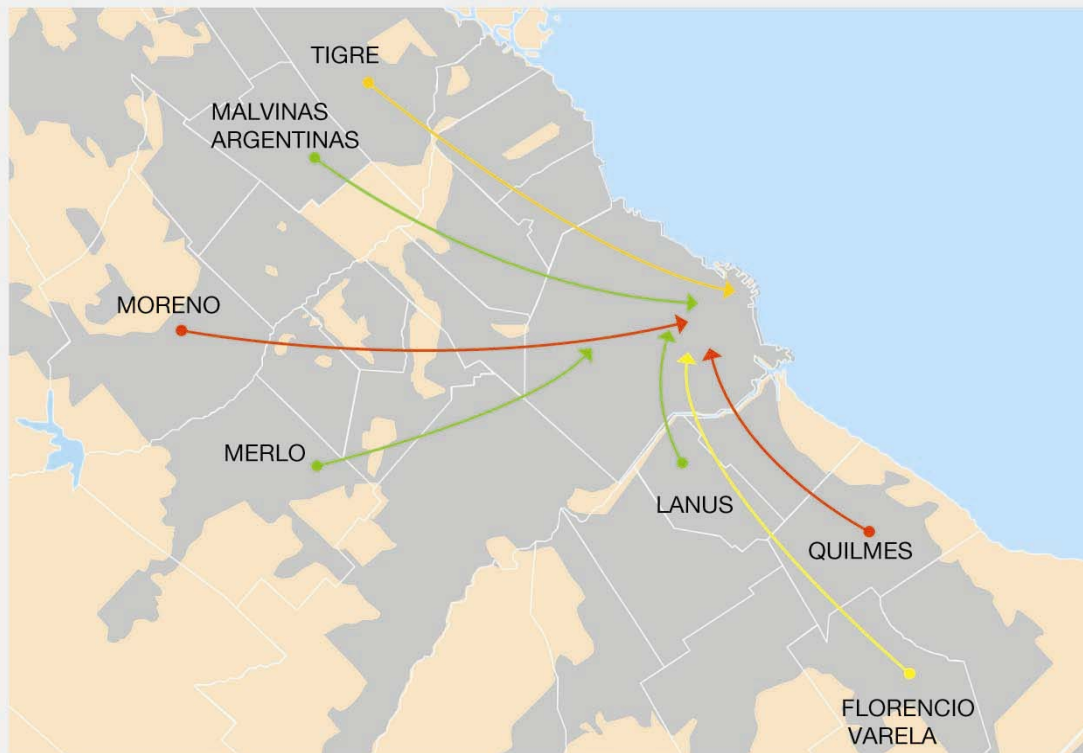 TIGRE
MALVINAS
ARGENTINAS
MORENO
MERLO
LANUS
QUILMES
FLORENCIO
VARELA